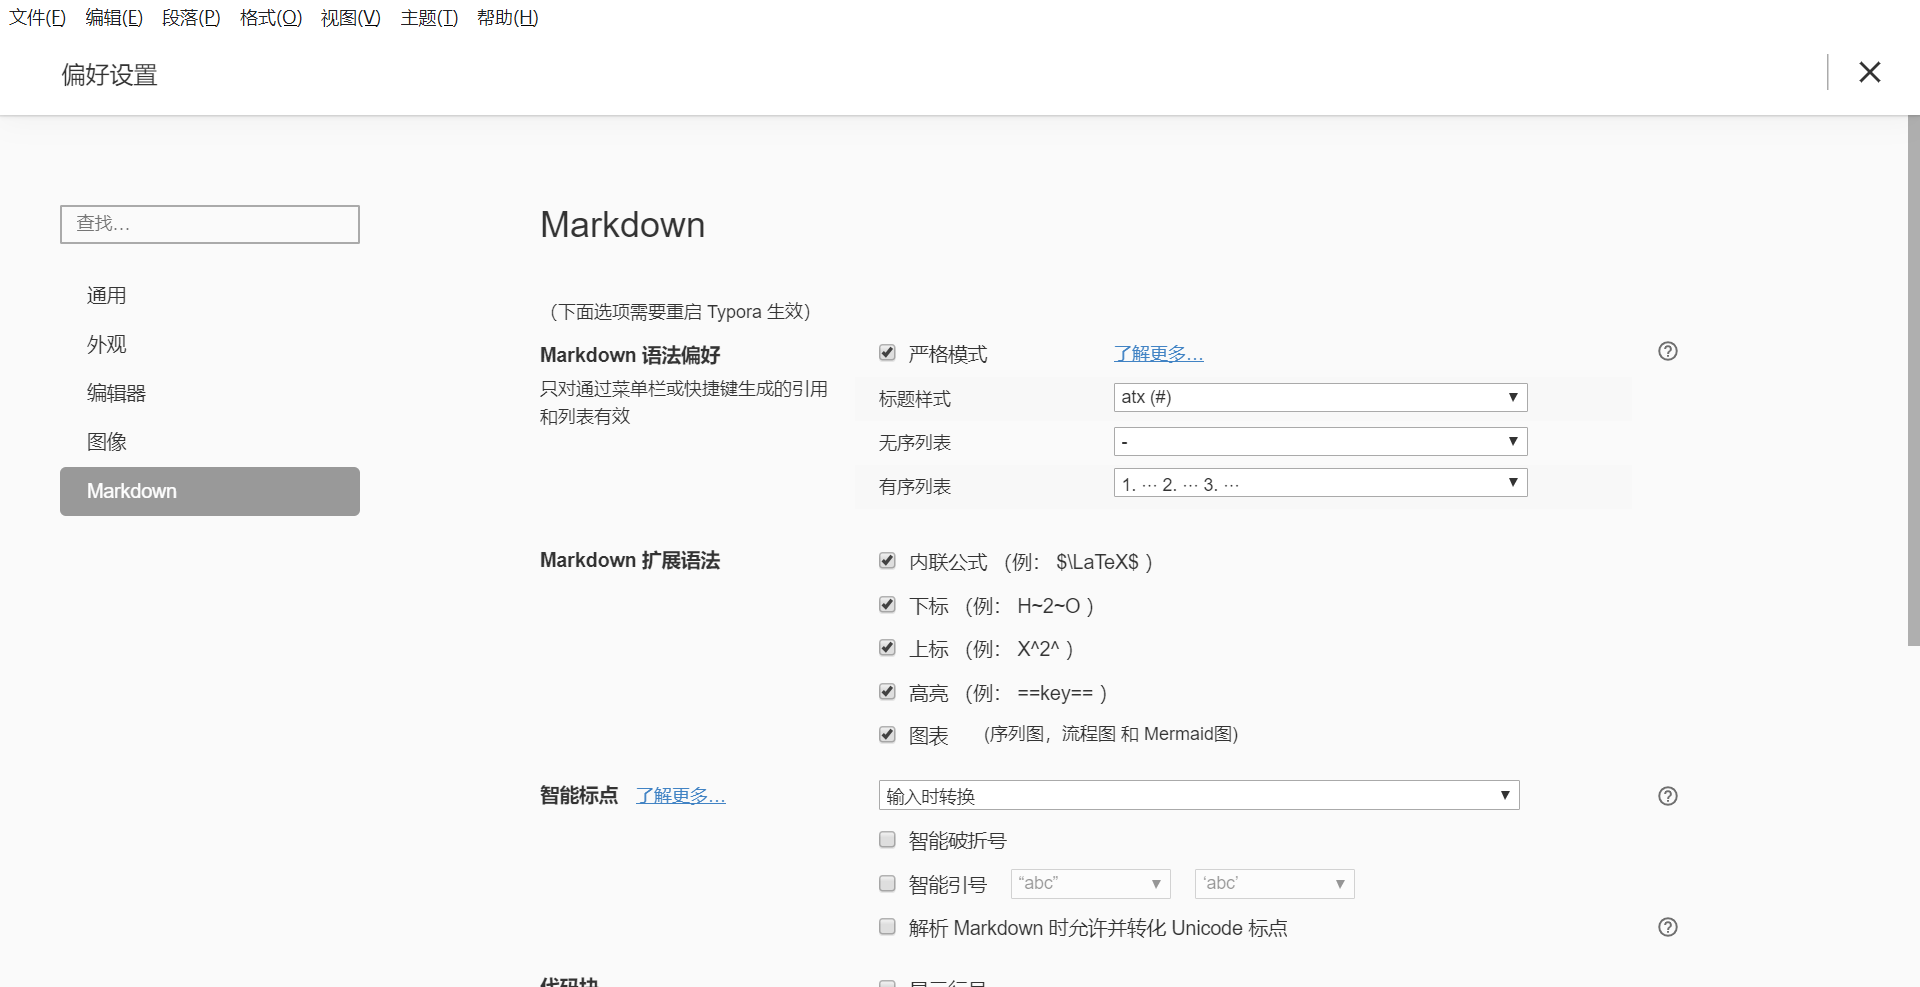 文件(F) 编辑(E) 段落(P) 格式(O) 视图(V) 主题(T) 帮助(H)
偏好设置
查找…
通用
外观
编辑器
图像
Markdown
Markdown
（下面选项需要重启 Typora 生效）
Markdown 语法偏好
只对通过菜单栏或快捷键生成的引用
和列表有效
严格模式 了解更多…
标题样式 atx (#)
无序列表 -
有序列表 1. ··· 2. ··· 3. ···
Markdown 扩展语法
内联公式 （例： $\LaTeX$ ）
下标 （例： H~2~O ）
上标 （例： X^2^ ）
高亮 （例： ==key== ）
图表 (序列图，流程图 和 Mermaid图)
智能标点 了解更多… 输入时转换
智能破折号
智能引号 “abc” ‘abc’
解析 Markdown 时允许并转化 Unicode 标点
代码块 显示行号